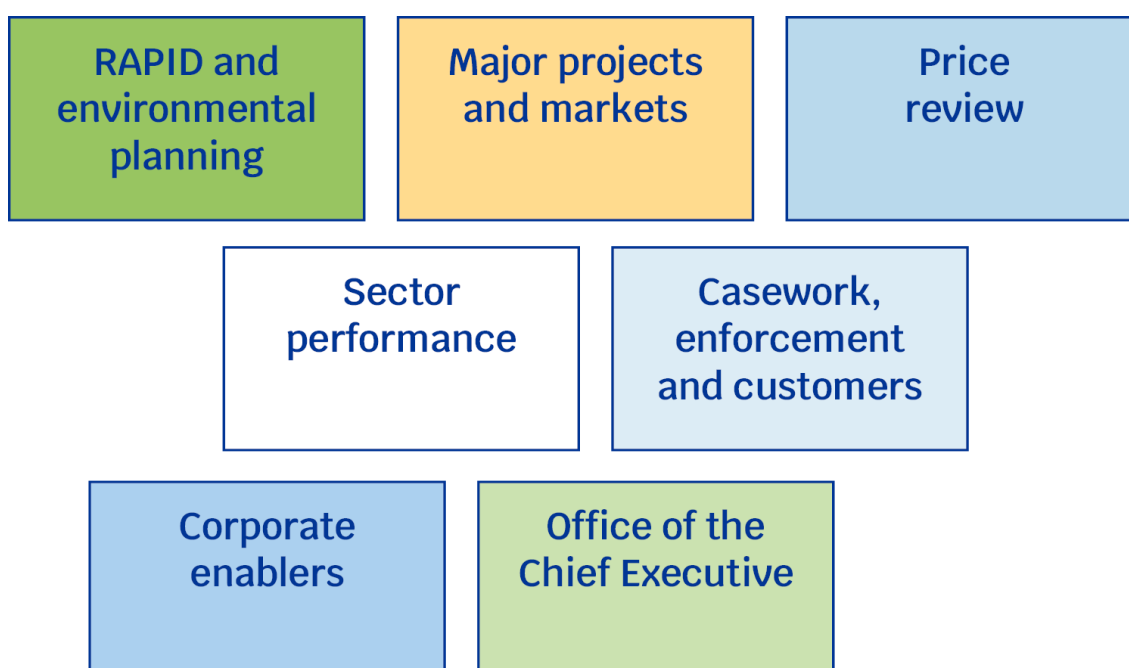 RAPID and
environmental
planning
Major projects
and markets
Price
review
Sector
performance
Casework,
enforcement
and customers
Corporate
enablers
Office of the
Chief Executive